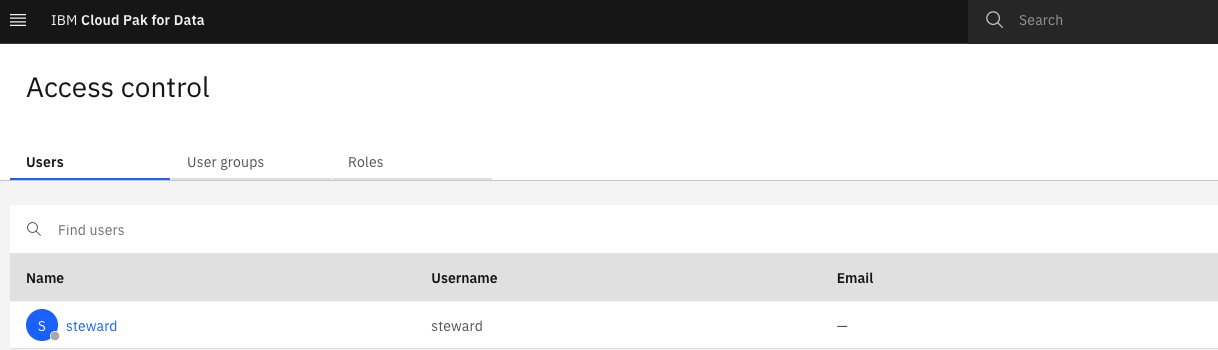 IBM Cloud Pak for Data Search
Access control
Users User groups Roles
Find users
Name Username Email
S steward steward —